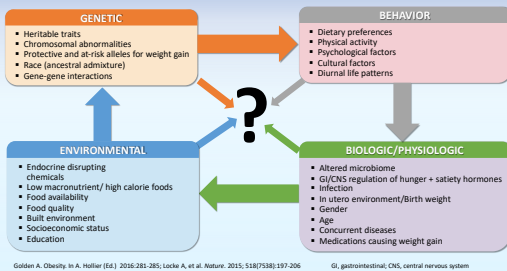 GENETIC
▪ Heritable traits
▪ Chromosomal abnormalities
▪ Protective and at-risk alleles for weight gain
▪ Race (ancestral admixture)
▪ Gene-gene interactions
BEHAVIOR
▪ Dietary preferences
▪ Physical activity
▪ Psychological factors
▪ Cultural factors
▪ Diurnal life patterns
?
ENVIRONMENTAL
▪ Endocrine disrupting
chemicals
▪ Low macronutrient/ high calorie foods
▪ Food availability
▪ Food quality
▪ Built environment
▪ Socioeconomic status
▪ Education
BIOLOGIC/PHYSIOLOGIC
▪ Altered microbiome
▪ GI/CNS regulation of hunger + satiety hormones
▪ Infection
▪ In utero environment/Birth weight
▪ Gender
▪ Age
▪ Concurrent diseases
▪ Medications causing weight gain
Golden A. Obesity. In A. Hollier (Ed.) 2016:281-285; Locke A, et al. Nature. 2015; 518(7538):197-206
GI, gastrointestinal; CNS, central nervous system